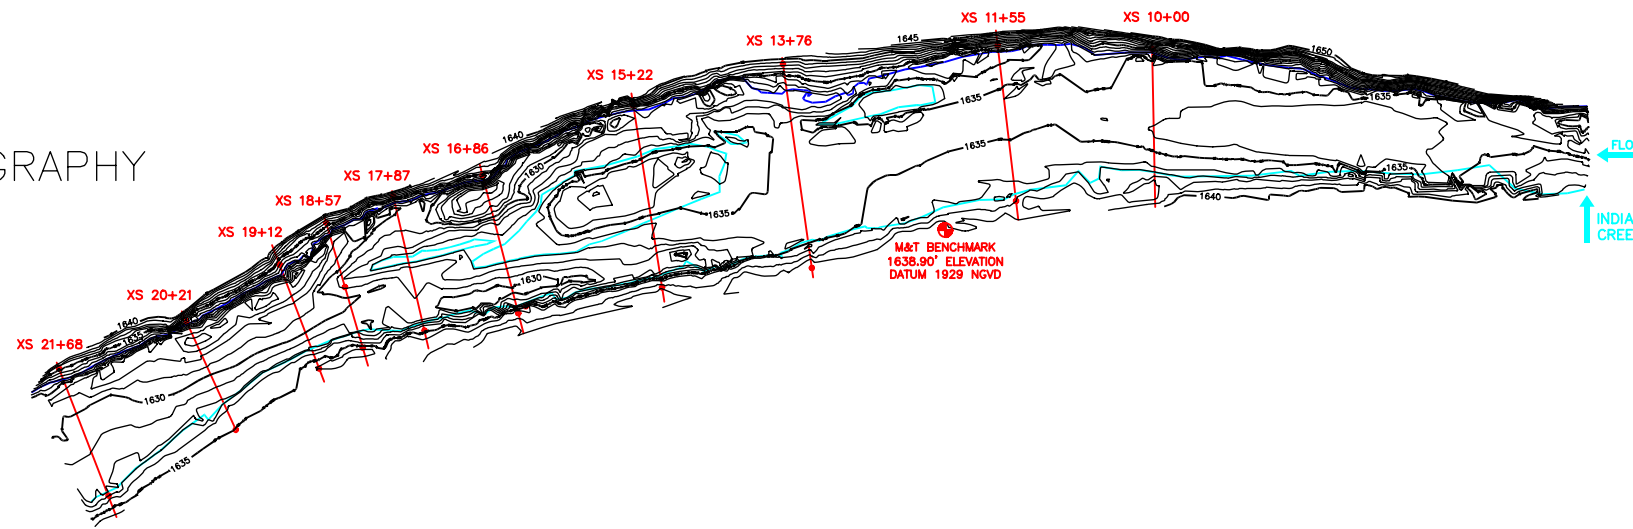 XS 11+55
XS 10+00
XS 13+76
1645
1650
XS 15+22
1635
1635
1640
XS 16+86
1635
FLO
GRAPHY
1630
1635
XS 17+87
1640
XS 18+57
1635
INDIA
CREE
XS 19+12
M&T BENCHMARK
1638.90' ELEVATION
DATUM 1929 NGVD
1630
XS 20+21
1640
1635
XS 21+68
1630
1635